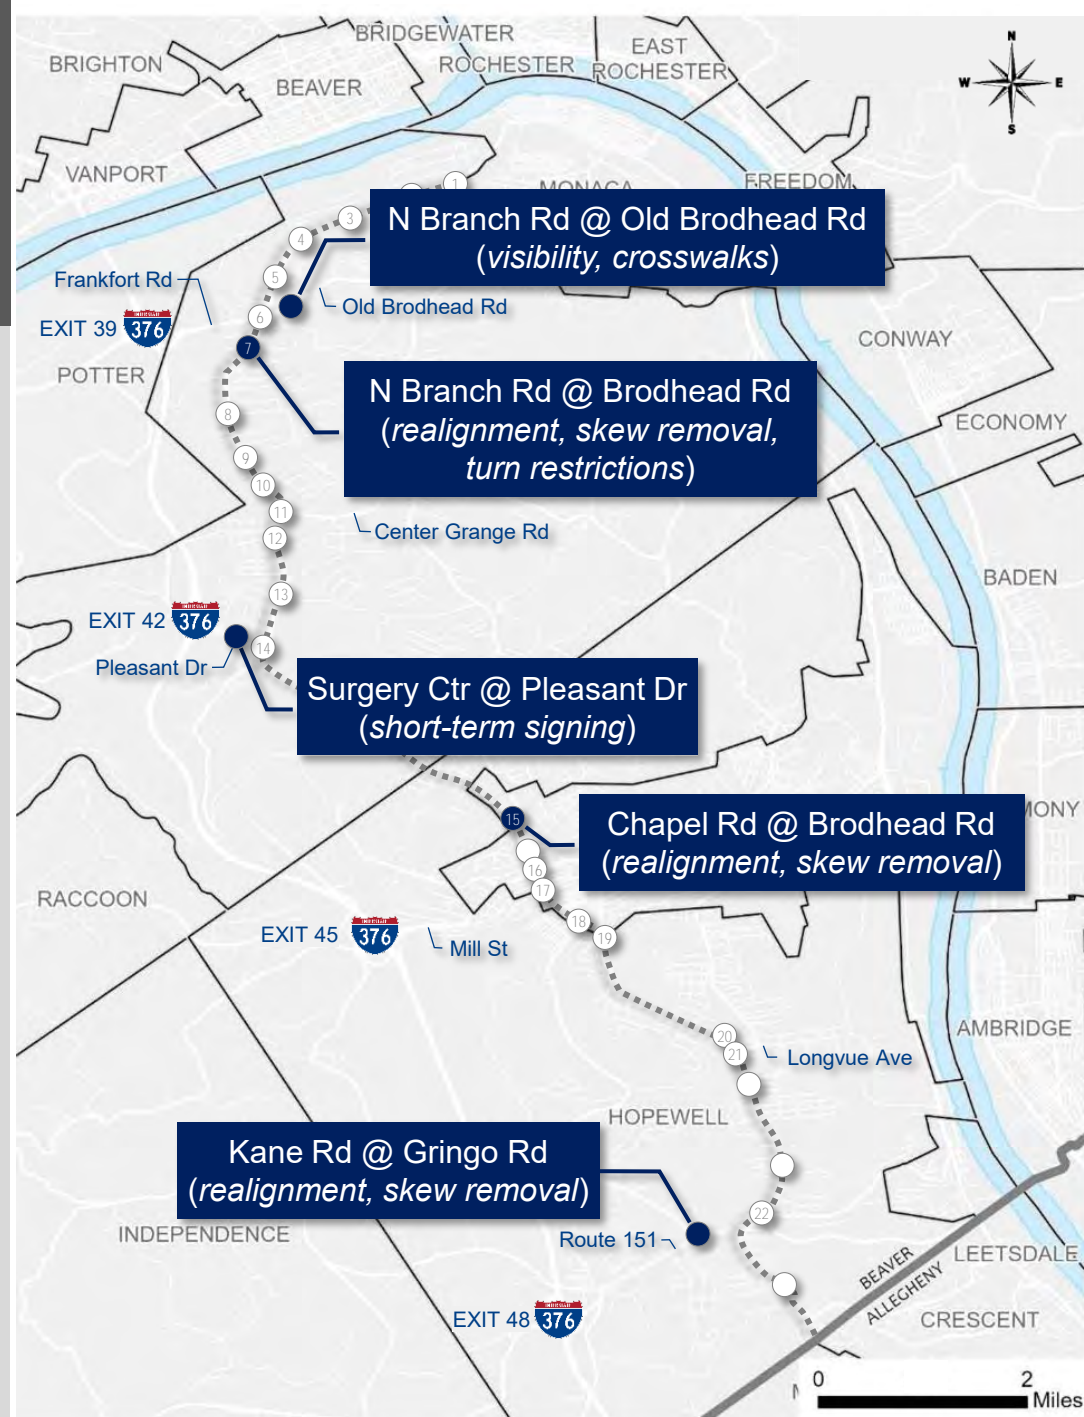 BRIDGEWATER
BRIGHTON
EAST
ROCHESTER
ROCHESTER
BEAVER
N
W E
S
VANPORT
FREEDOM
1
3
4
N Branch Rd @ Old Brodhead Rd
(visibility, crosswalks)
5
Frankfort Rd
Old Brodhead Rd
6
EXIT 39 376
CONWAY
7
POTTER
N Branch Rd @ Brodhead Rd
(realignment, skew removal,
turn restrictions)
8
ECONOMY
9
10
11
Center Grange Rd
12
BADEN
13
EXIT 42 376
14
Pleasant Dr
Surgery Ctr @ Pleasant Dr
(short-term signing)
15
Chapel Rd @ Brodhead Rd
(realignment, skew removal)
MONY
16
17
RACCOON
18
19
EXIT 45 376
Mill St
AMBRIDGE
20
21
Longvue Ave
HOPEWELL
Kane Rd @ Gringo Rd
(realignment, skew removal)
22
INDEPENDENCE
Route 151
BEAVER
ALLEGHENY
LEETSDALE
EXIT 48 376
CRESCENT
0 2
Miles